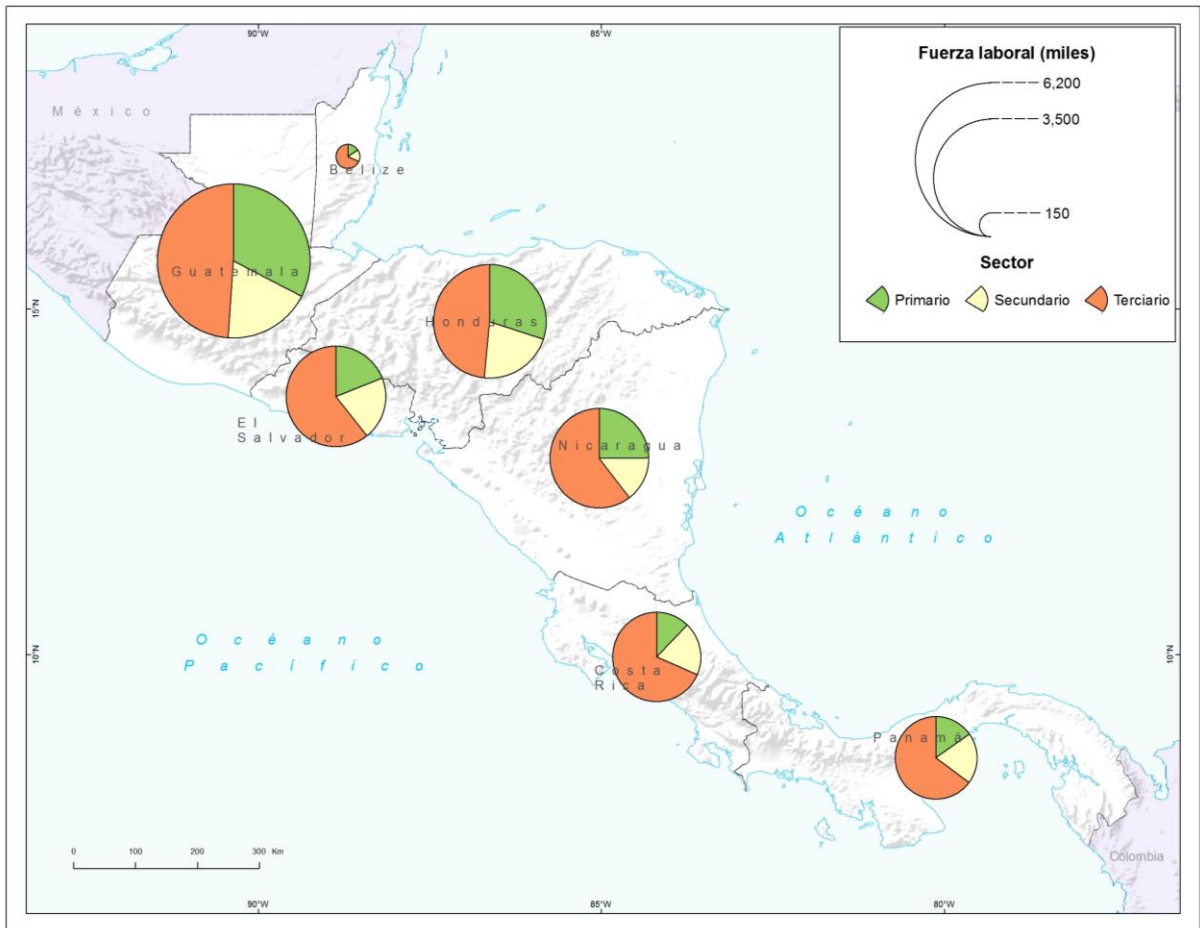 90°W
85°W
Fuerza laboral (miles)
6,200
3,500
150
Sector
Primario
Secundario
Terciario
México
Belize
Guatemala
15°N
15°N
Honduras
El
Salvador
Nicaragua
Océano
Atlántico
Océano
Pacífico
10°N
10°N
Costa
Rica
Panamá
Colombia
0
100
200
300 Km
90°W
85°W
80°W